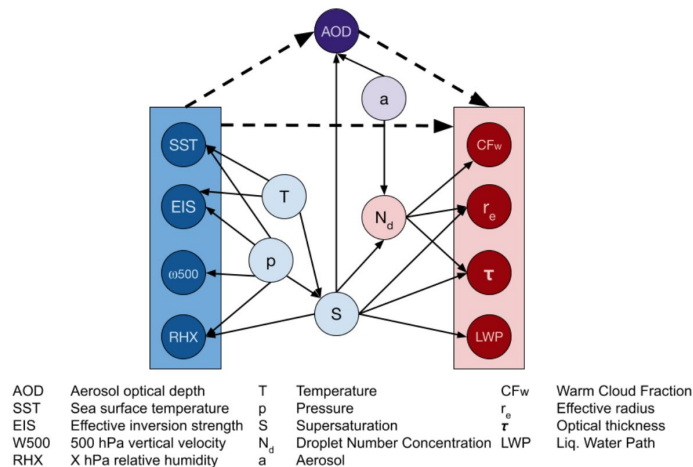 AOD
a
SST
CFw
T
EIS
Nd
re
p
ω500
τ
S
RHX
LWP
AOD Aerosol optical depth T Temperature CFw Warm Cloud Fraction
SST Sea surface temperature p Pressure re Effective radius
EIS Effective inversion strength S Supersaturation τ Optical thickness
W500 500 hPa vertical velocity Nd Droplet Number Concentration LWP Liq. Water Path
RHX X hPa relative humidity a Aerosol